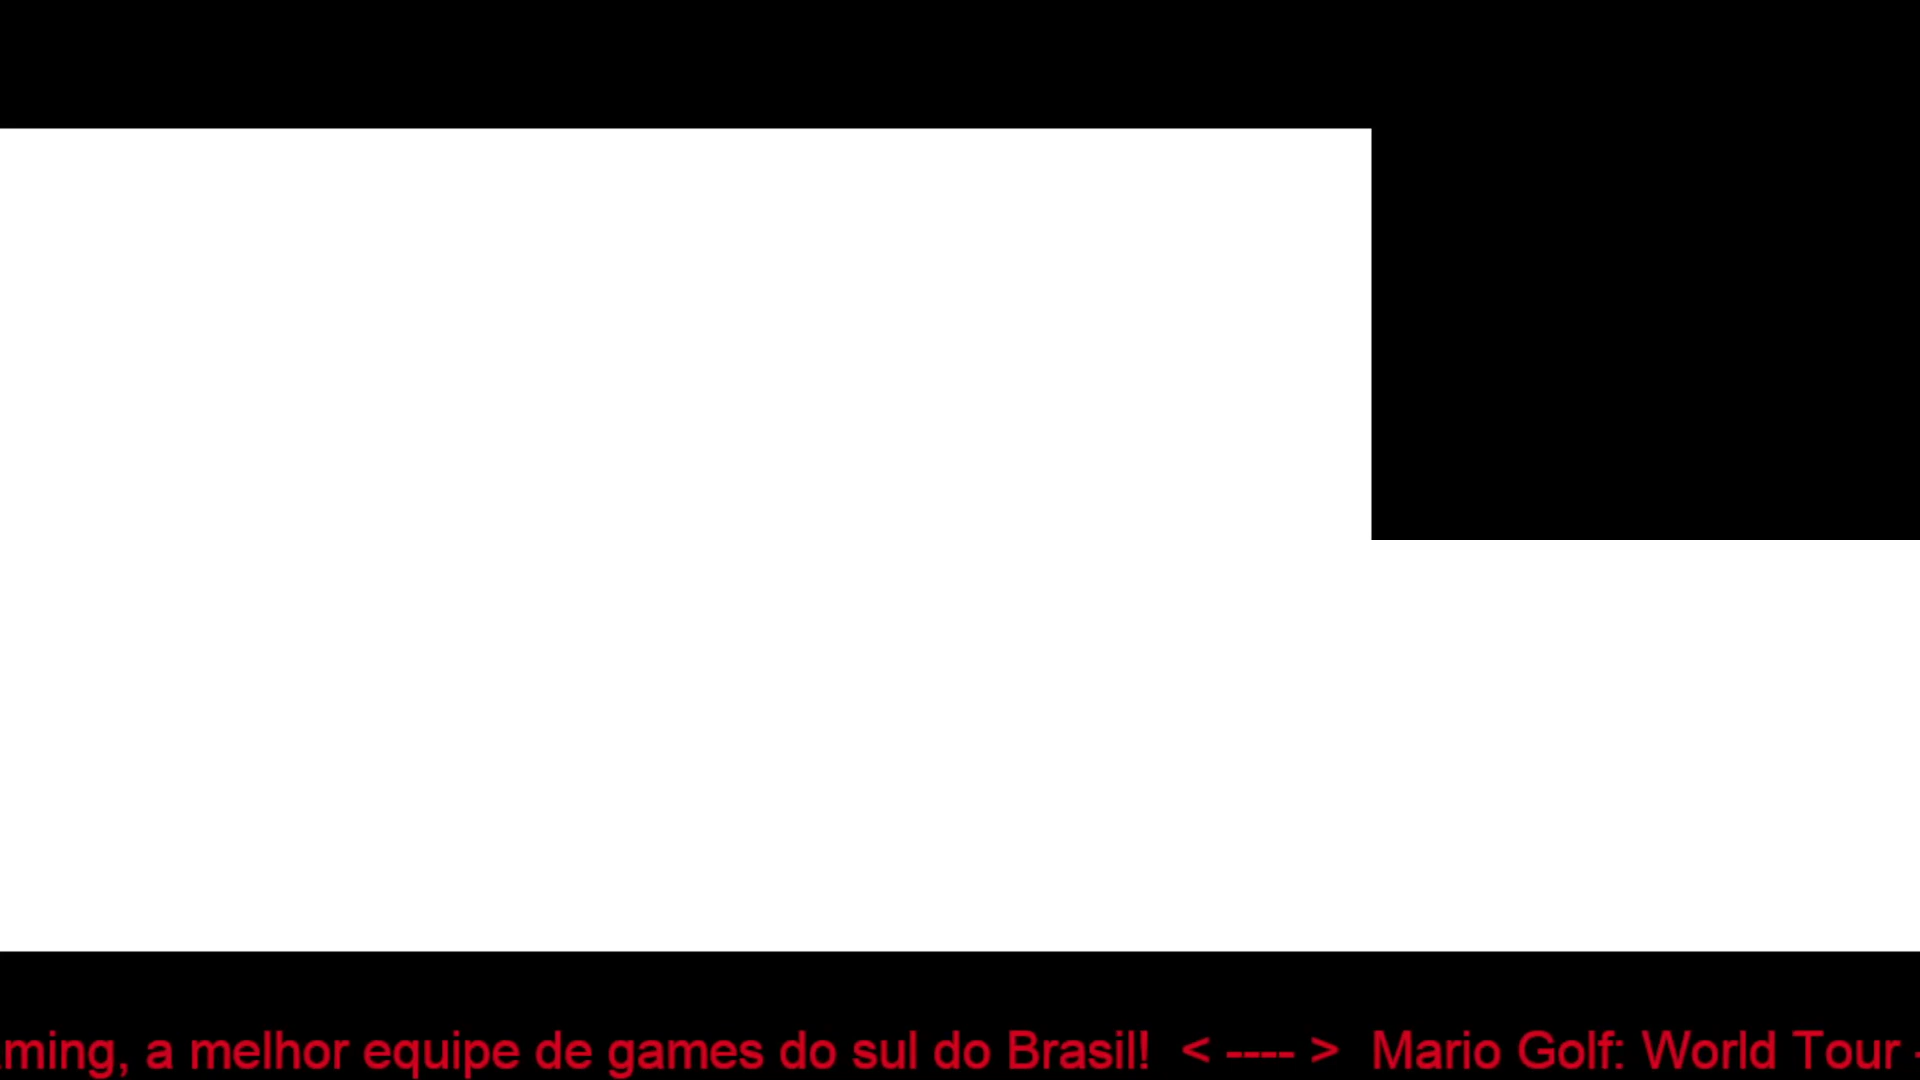 ming, a melhor equipe de games do sul do Brasil! < ---- > Mario Golf: World Tour -